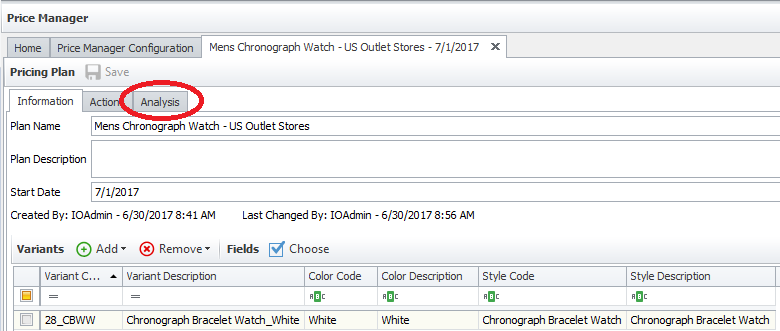 Price Manager
Home Price Manager Configuration Mens Chronograph Watch - US Outlet Stores - 7/1/2017
Pricing Plan Save
Information Action Analysis
Plan Name Mens Chronograph Watch - US Outlet Stores
Plan Description
Start Date 7/1/2017
Created By: IOAdmin - 6/30/2017 8:41 AM Last Changed By: IOAdmin - 6/30/2017 8:56 AM
Variants Add Remove Fields Choose
Variant C... Variant Description Color Code Color Description Style Code Style Description
= = ABC ABC ABC ABC
28_CBWW Chronograph Bracelet Watch_White White White Chronograph Bracelet Watch Chronograph Bracelet Watch